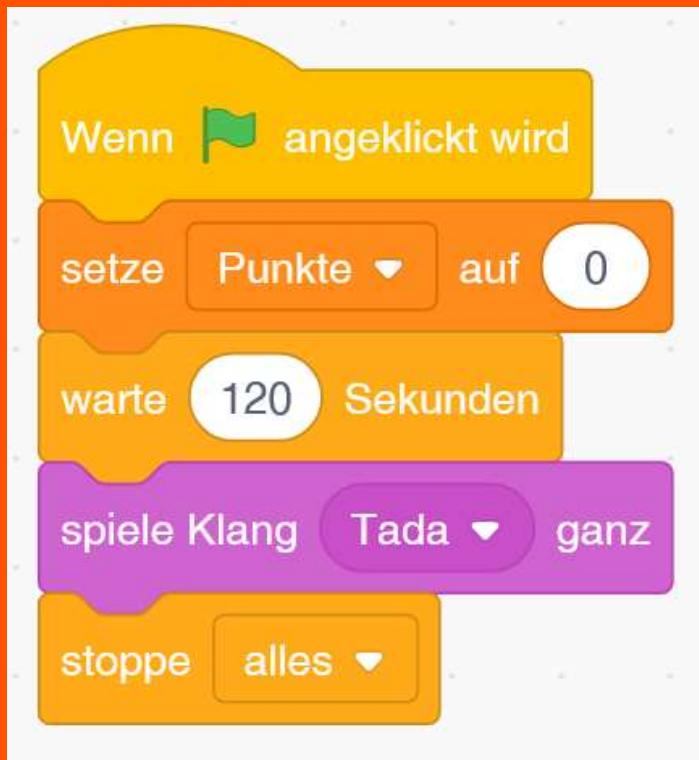 Wenn angeklickt wird
setze Punkte auf 0
warte 120 Sekunden
spiele Klang Tada ganz
stoppe alles